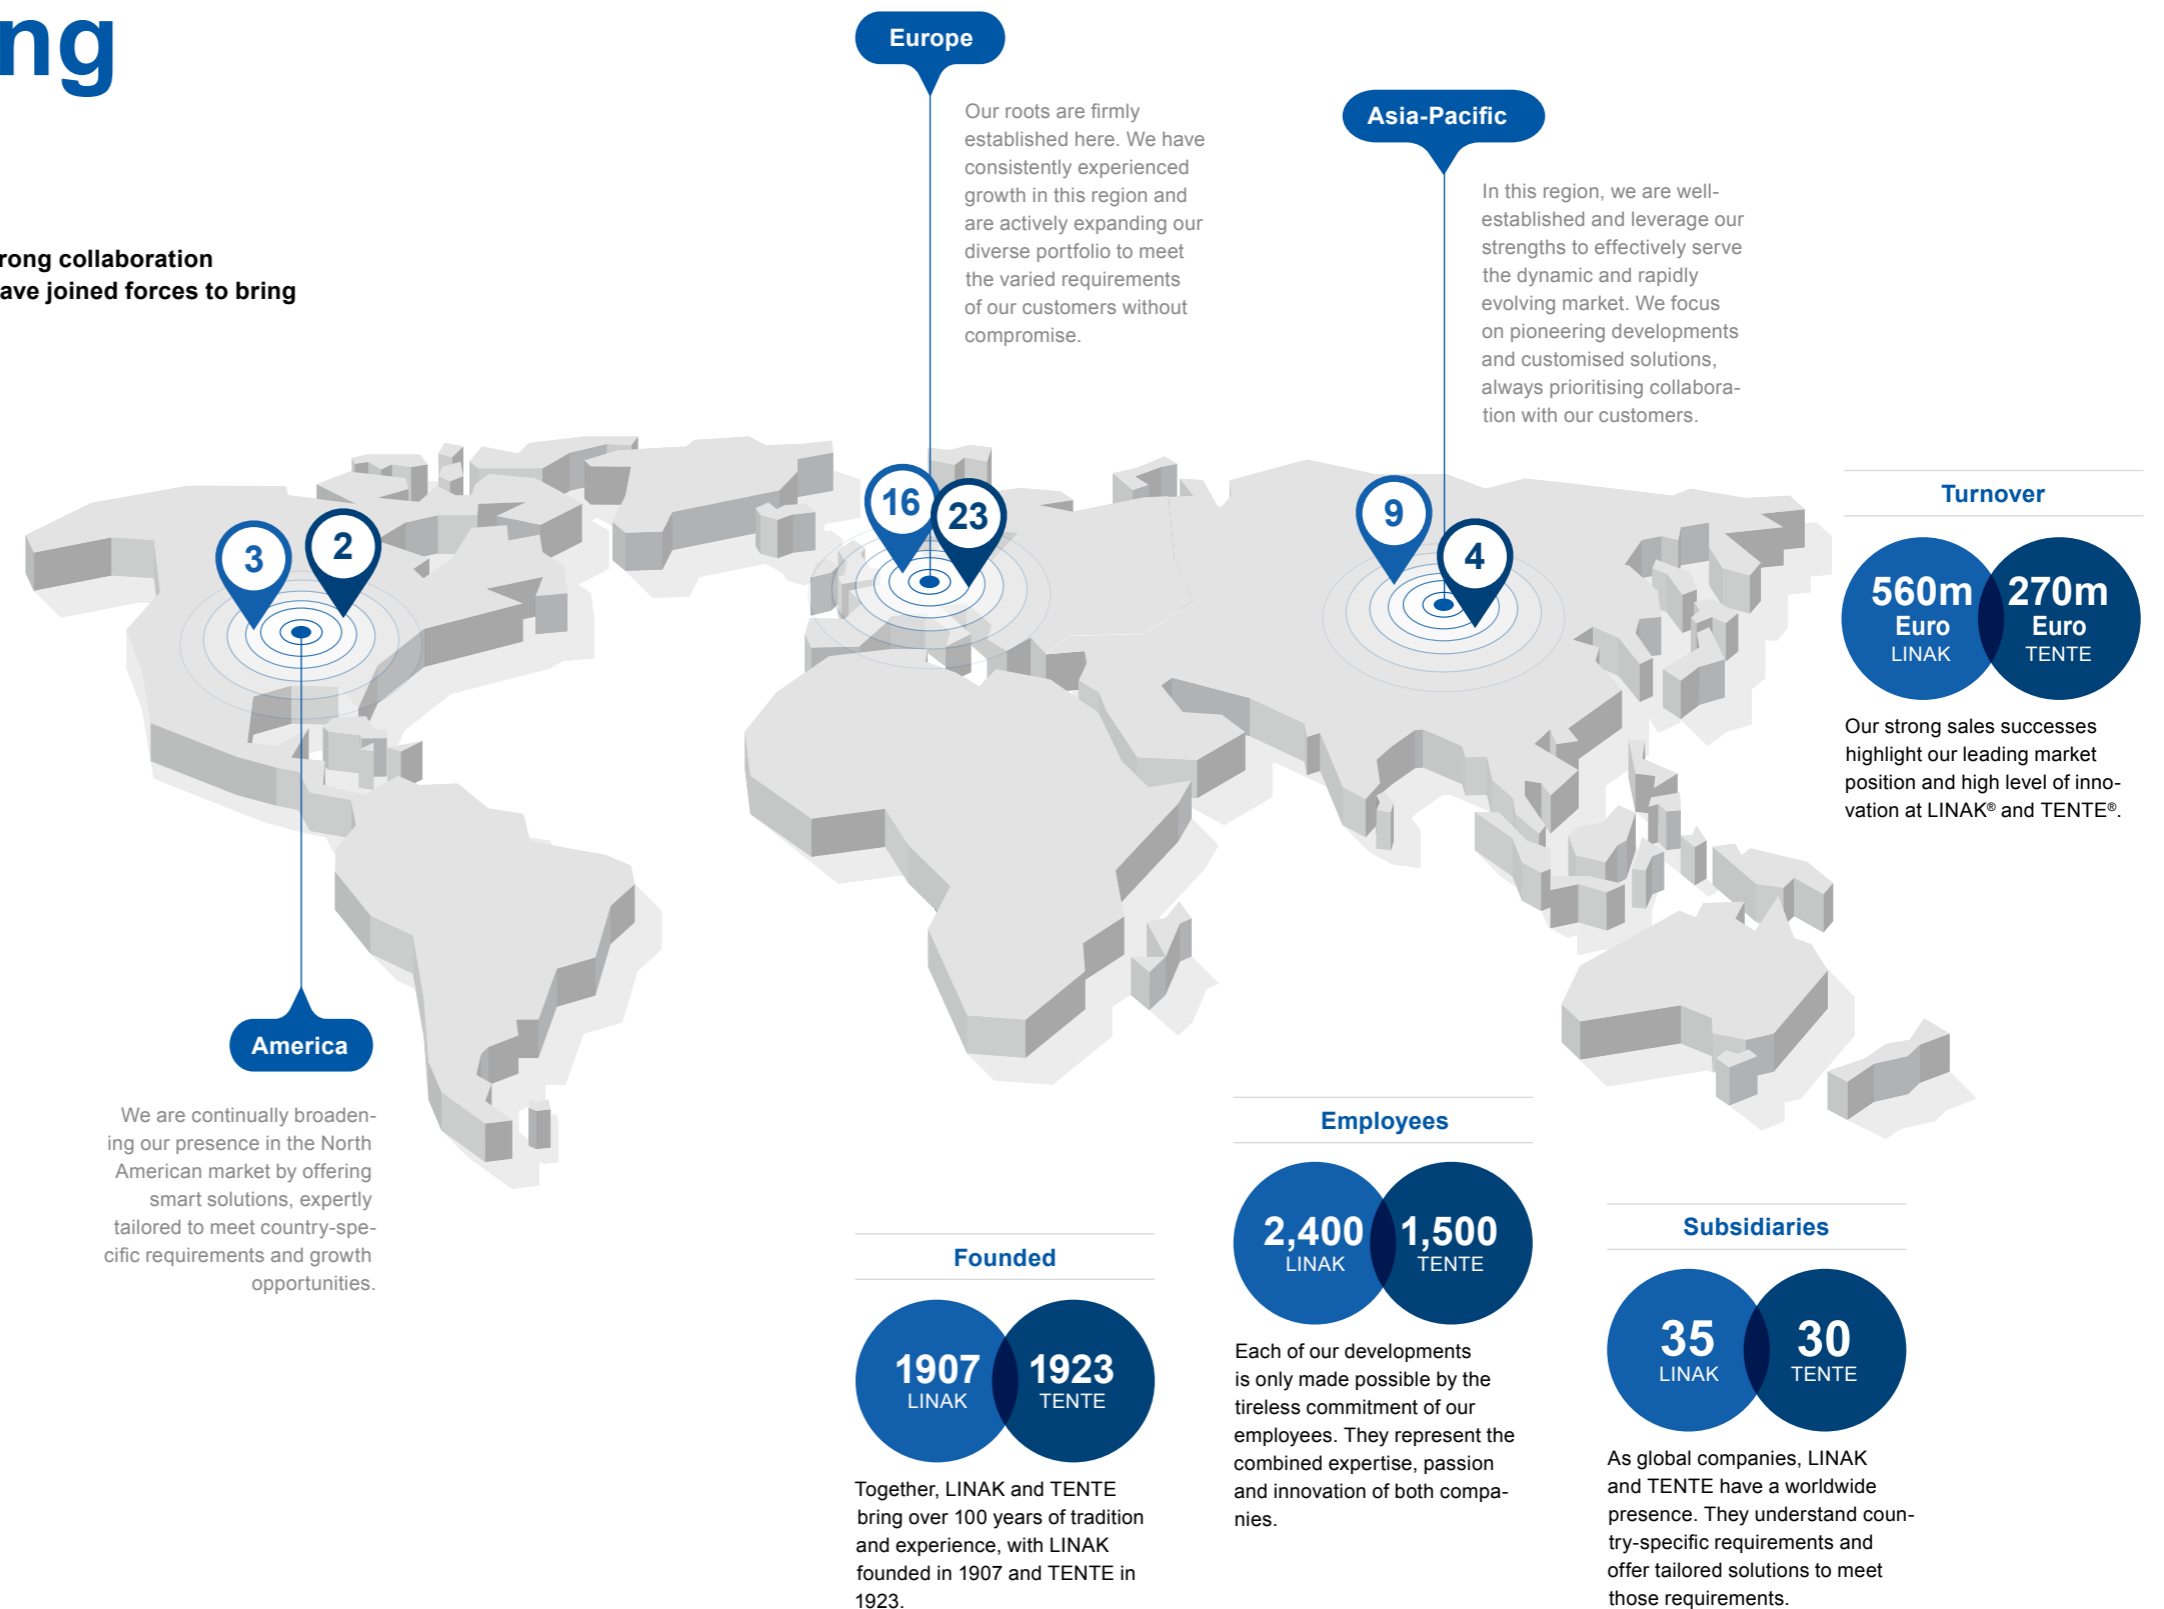 ng
rong collaboration
ave joined forces to bring
Europe
Our roots are firmly
established here. We have
consistently experienced
growth in this region and
are actively expanding our
diverse portfolio to meet
the varied requirements
of our customers without
compromise.
Asia-Pacific
In this region, we are well-
established and leverage our
strengths to effectively serve
the dynamic and rapidly
evolving market. We focus
on pioneering developments
and customised solutions,
always prioritising collabora-
tion with our customers.
3
2
16
23
9
4
Turnover
560m
Euro
LINAK
270m
Euro
TENTE
Our strong sales successes
highlight our leading market
position and high level of inno-
vation at LINAK® and TENTE®.
America
We are continually broaden-
ing our presence in the North
American market by offering
smart solutions, expertly
tailored to meet country-spe-
cific requirements and growth
opportunities.
Founded
1907
LINAK
1923
TENTE
Together, LINAK and TENTE
bring over 100 years of tradition
and experience, with LINAK
founded in 1907 and TENTE in
1923.
Employees
2,400
LINAK
1,500
TENTE
Each of our developments
is only made possible by the
tireless commitment of our
employees. They represent the
combined expertise, passion
and innovation of both compa-
nies.
Subsidiaries
35
LINAK
30
TENTE
As global companies, LINAK
and TENTE have a worldwide
presence. They understand coun-
try-specific requirements and
offer tailored solutions to meet
those requirements.